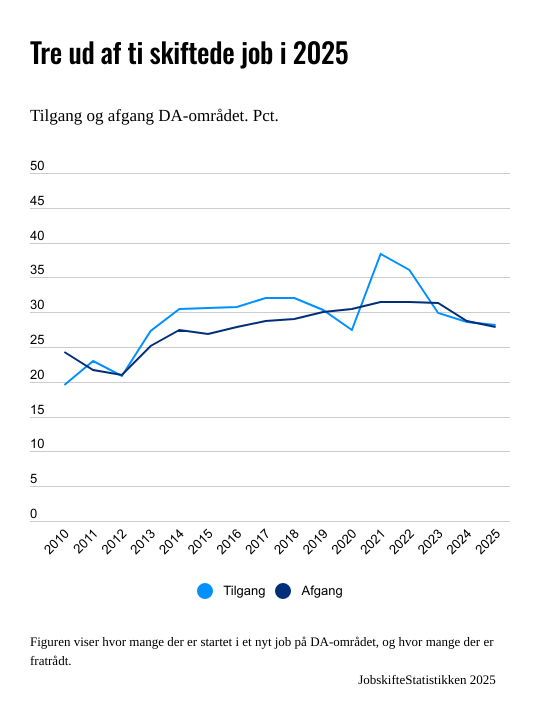 Tre ud af ti skiftede job i 2025
Tilgang og afgang DA-området. Pct.
50
45
40
35
30
25
20
15
10
5
0
2010 2011 2012 2013 2014 2015 2016 2017 2018 2019 2020 2021 2022 2023 2024 2025
Tilgang Afgang
Figuren viser hvor mange der er startet i et nyt job på DA-området, og hvor mange der er
fratrådt.
JobskifteStatistikken 2025